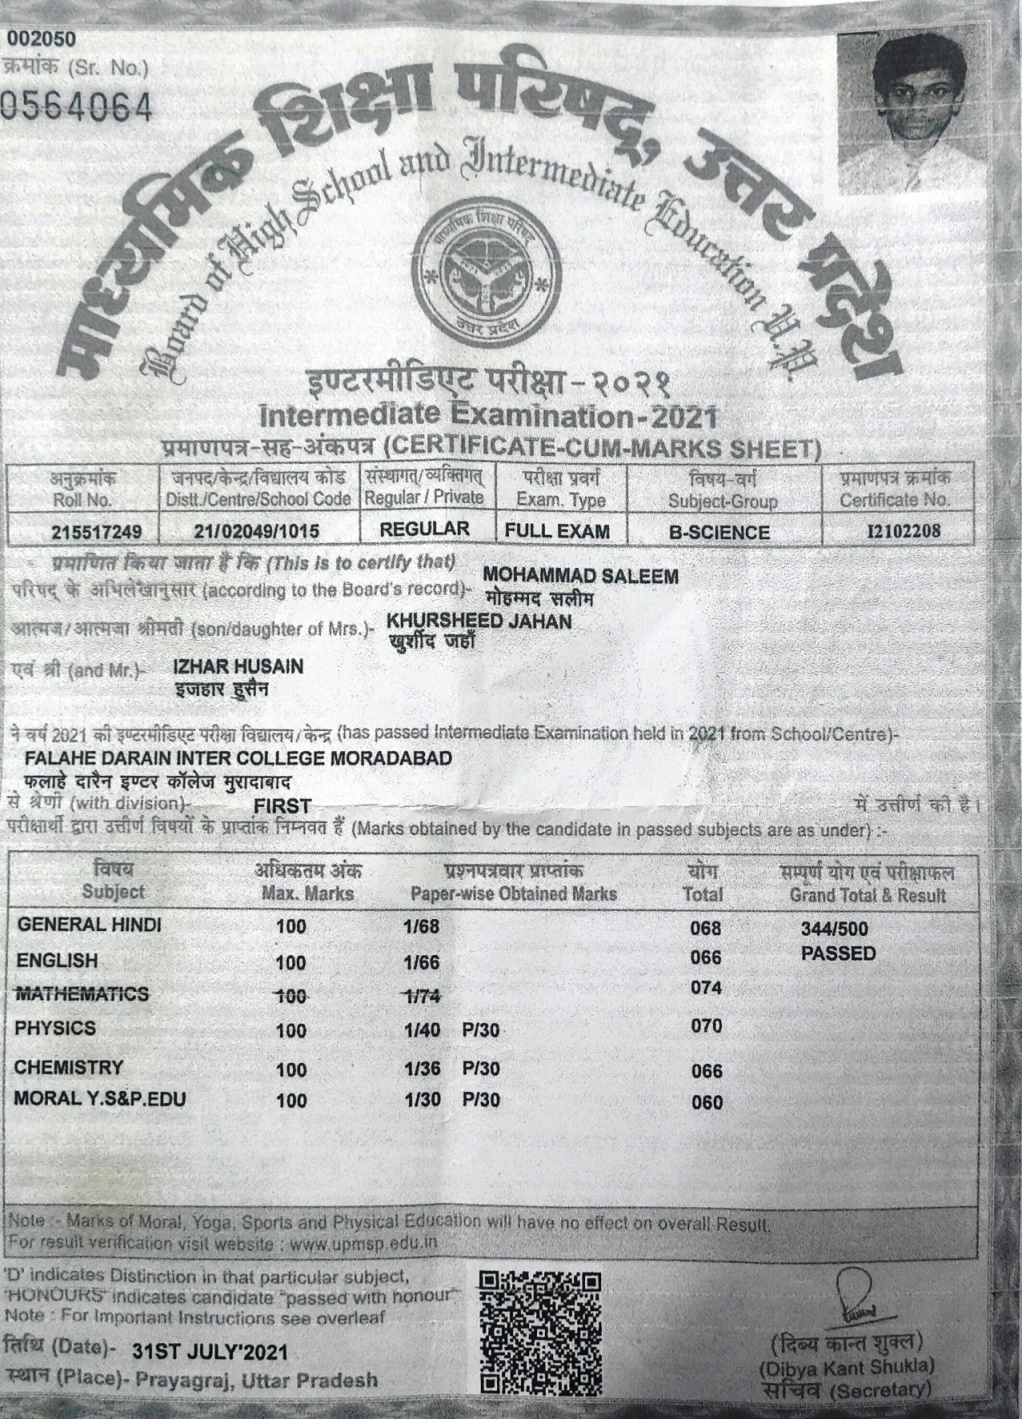 002050
क्रमांक (Sr. No.)
0564064
माध्यमिक शिक्षा परिषद्, उत्तर प्रदेश
Board of High School and Intermediate Education U.P.
माध्यमिक शिक्षा परिषद्
उत्तर प्रदेश
इण्टरमीडिएट परीक्षा-२०२१
Intermediate Examination-2021
प्रमाणपत्र-सह-अंकपत्र (CERTIFICATE-CUM-MARKS SHEET)
अनुक्रमांक जनपद/केन्द्र/विद्यालय कोड संस्थागत्/व्यक्तिगत् परीक्षा प्रवर्ग विषय-वर्ग प्रमाणपत्र क्रमांक
Roll No. Distt./Centre/School Code Regular / Private Exam. Type Subject-Group Certificate No.
215517249 21/02049/1015 REGULAR FULL EXAM B-SCIENCE I2102208
प्रमाणित किया जाता है कि (This is to certify that)
परिषद के अभिलेखानुसार (according to the Board's record)- MOHAMMAD SALEEM
मोहम्मद सलीम
आत्मज/आत्मजा श्रीमती (son/daughter of Mrs.)- KHURSHEED JAHAN
खुर्शीद जहाँ
एवं श्री (and Mr.)- IZHAR HUSAIN
इजहार हुसैन
ने वर्ष 2021 की इण्टरमीडिएट परीक्षा विद्यालय/केन्द्र (has passed Intermediate Examination held in 2021 from School/Centre)-
FALAHE DARAIN INTER COLLEGE MORADABAD
फलाहे दारैन इण्टर कॉलेज मुरादाबाद
से श्रेणी (with division)- FIRST में उत्तीर्ण की है।
परीक्षार्थी द्वारा उत्तीर्ण विषयों के प्राप्तांक निम्नवत हैं (Marks obtained by the candidate in passed subjects are as under) :-
विषय अधिकतम अंक प्रश्नपत्रवार प्राप्तांक योग सम्पूर्ण योग एवं परीक्षाफल
Subject Max. Marks Paper-wise Obtained Marks Total Grand Total & Result
GENERAL HINDI 100 1/68 068 344/500
ENGLISH 100 1/66 066 PASSED
MATHEMATICS 100 1/74 074
PHYSICS 100 1/40 P/30 070
CHEMISTRY 100 1/36 P/30 066
MORAL Y.S&P.EDU 100 1/30 P/30 060
Note :- Marks of Moral, Yoga, Sports and Physical Education will have no effect on overall Result.
For result verification visit website : www.upmsp.edu.in
'D' indicates Distinction in that particular subject,
'HONOURS' indicates candidate "passed with honour"
Note : For Important Instructions see overleaf
तिथि (Date)- 31ST JULY'2021
स्थान (Place)- Prayagraj, Uttar Pradesh
(दिब्य कान्त शुक्ल)
(Dibya Kant Shukla)
सचिव (Secretary)